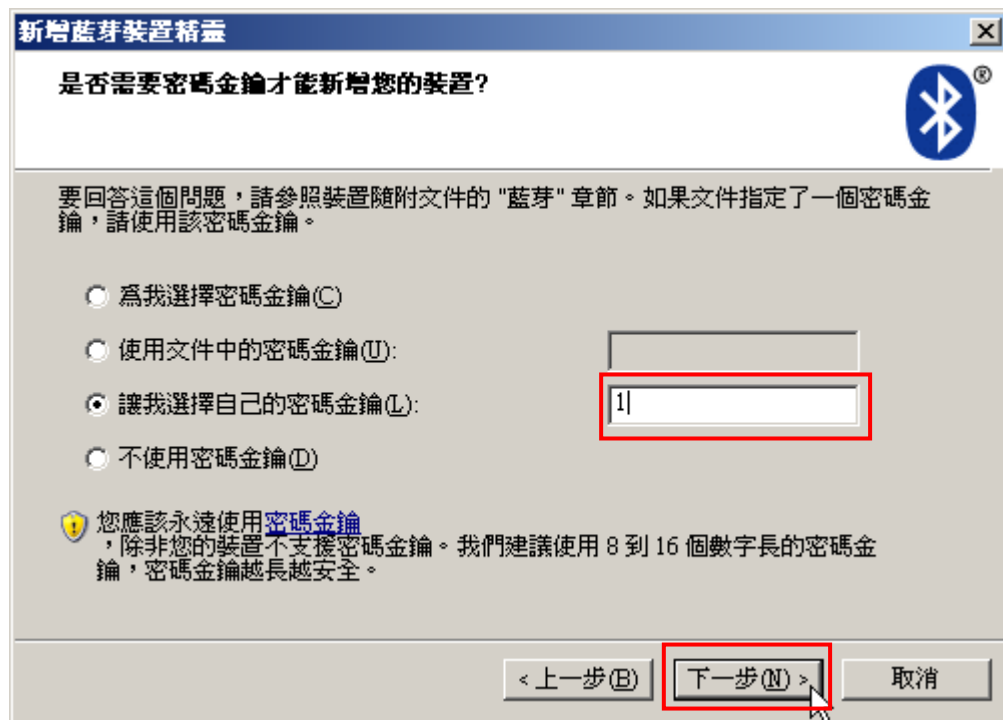 新增藍芽裝置精靈
是否需要密碼金鑰才能新增您的裝置?
®
要回答這個問題，請參照裝置隨附文件的 "藍芽" 章節。如果文件指定了一個密碼金
鑰，請使用該密碼金鑰。
為我選擇密碼金鑰(C)
使用文件中的密碼金鑰(U):
讓我選擇自己的密碼金鑰(L): 1
不使用密碼金鑰(D)
您應該永遠使用密碼金鑰
，除非您的裝置不支援密碼金鑰。我們建議使用 8 到 16 個數字長的密碼金
鑰，密碼金鑰越長越安全。
< 上一步(B) 下一步(N) > 取消